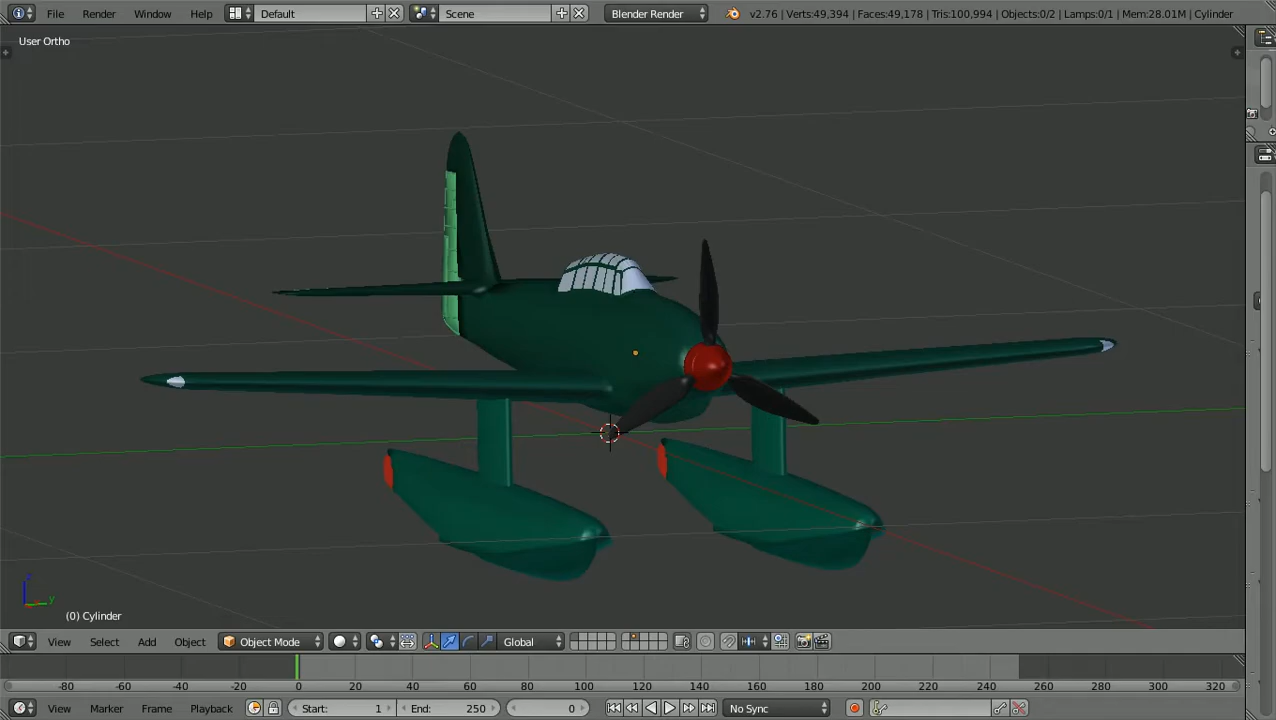 File Render Window Help Default Scene Blender Render v2.76 | Verts:49,394 | Faces:49,178 | Tris:100,994 | Objects:0/2 | Lamps:0/1 | Mem:28.01M | Cylinder
User Ortho
z
y
(0) Cylinder
View Select Add Object Object Mode Global
-80 -60 -40 -20 0 20 40 60 80 100 120 140 160 180 200 220 240 260 280 300 320
View Marker Frame Playback Start: 1 End: 250 0 No Sync